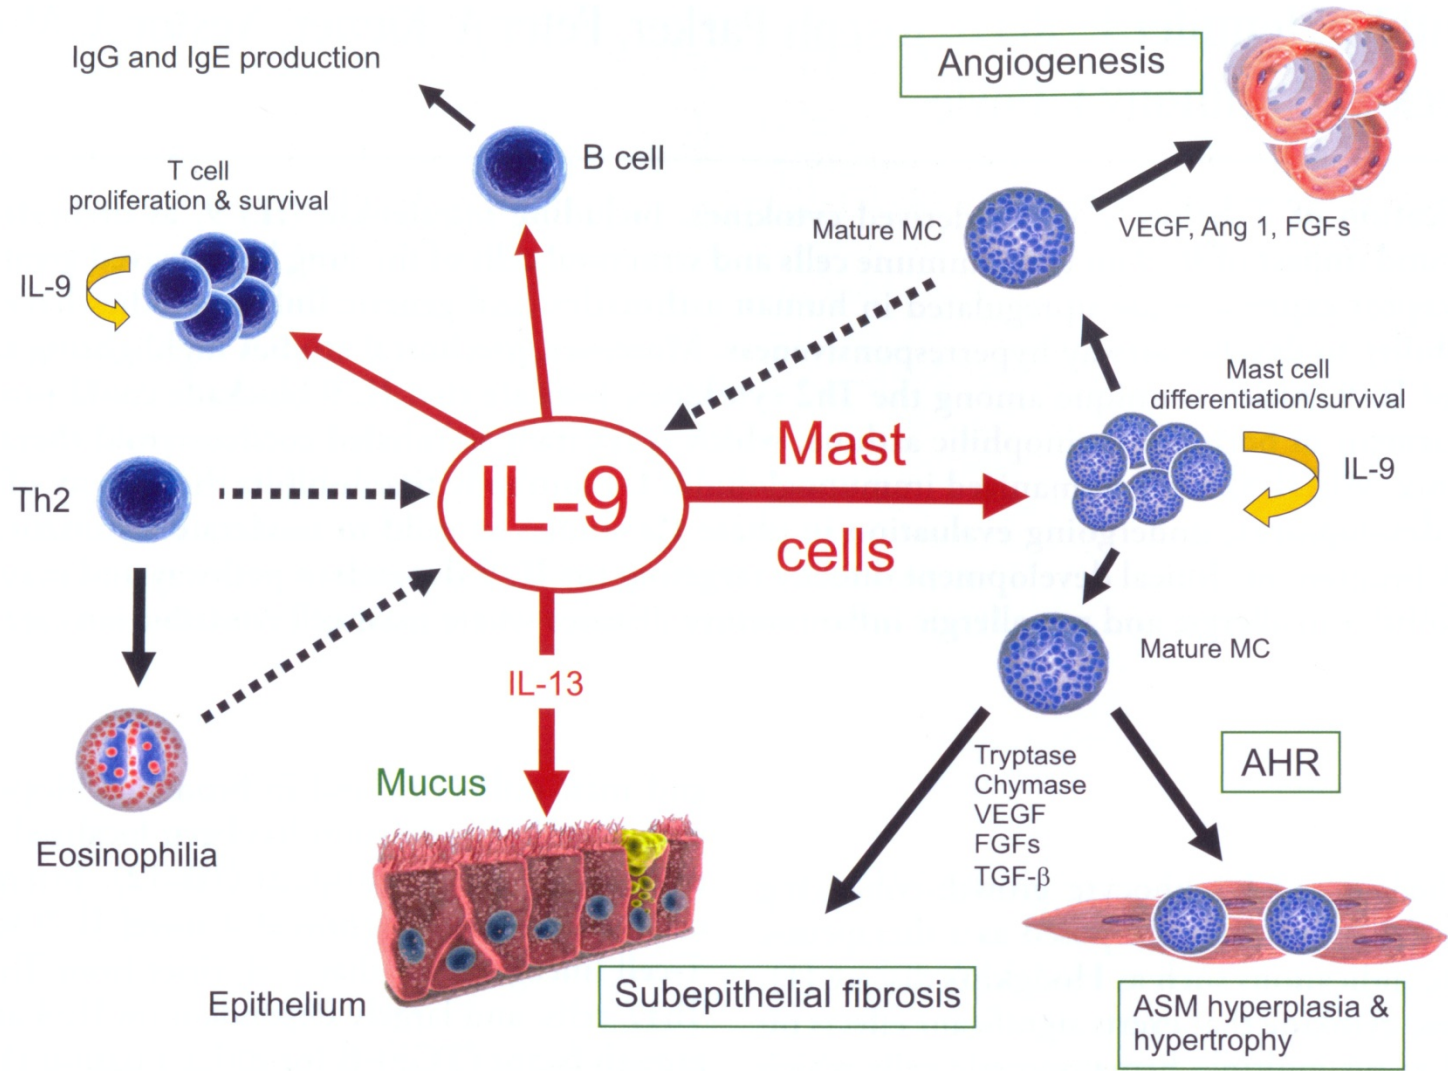 IgG and IgE production
B cell
T cell
proliferation & survival
IL-9
Th2
Eosinophilia
IL-9
Mast
cells
IL-13
Mucus
Epithelium
Angiogenesis
VEGF, Ang 1, FGFs
Mature MC
Mast cell
differentiation/survival
IL-9
Mature MC
Tryptase
Chymase
VEGF
FGFs
TGF-β
AHR
Subepithelial fibrosis
ASM hyperplasia &
hypertrophy